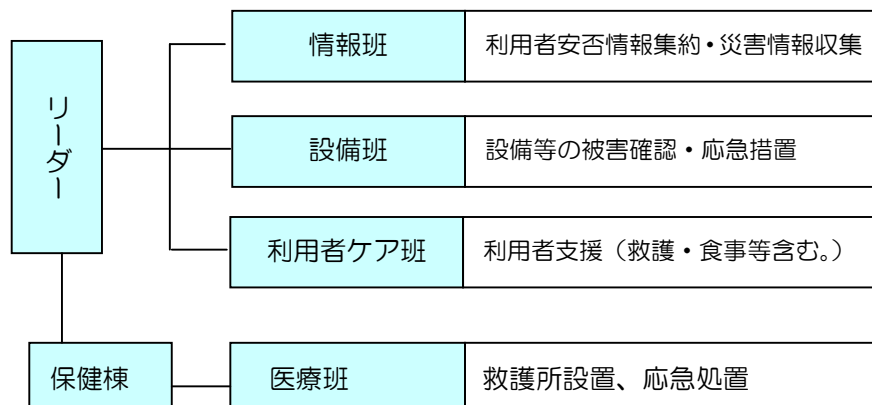 リーダー
情報班 利用者安否情報集約・災害情報収集
設備班 設備等の被害確認・応急措置
利用者ケア班 利用者支援（救護・食事等含む。）
保健棟 医療班 救護所設置、応急処置